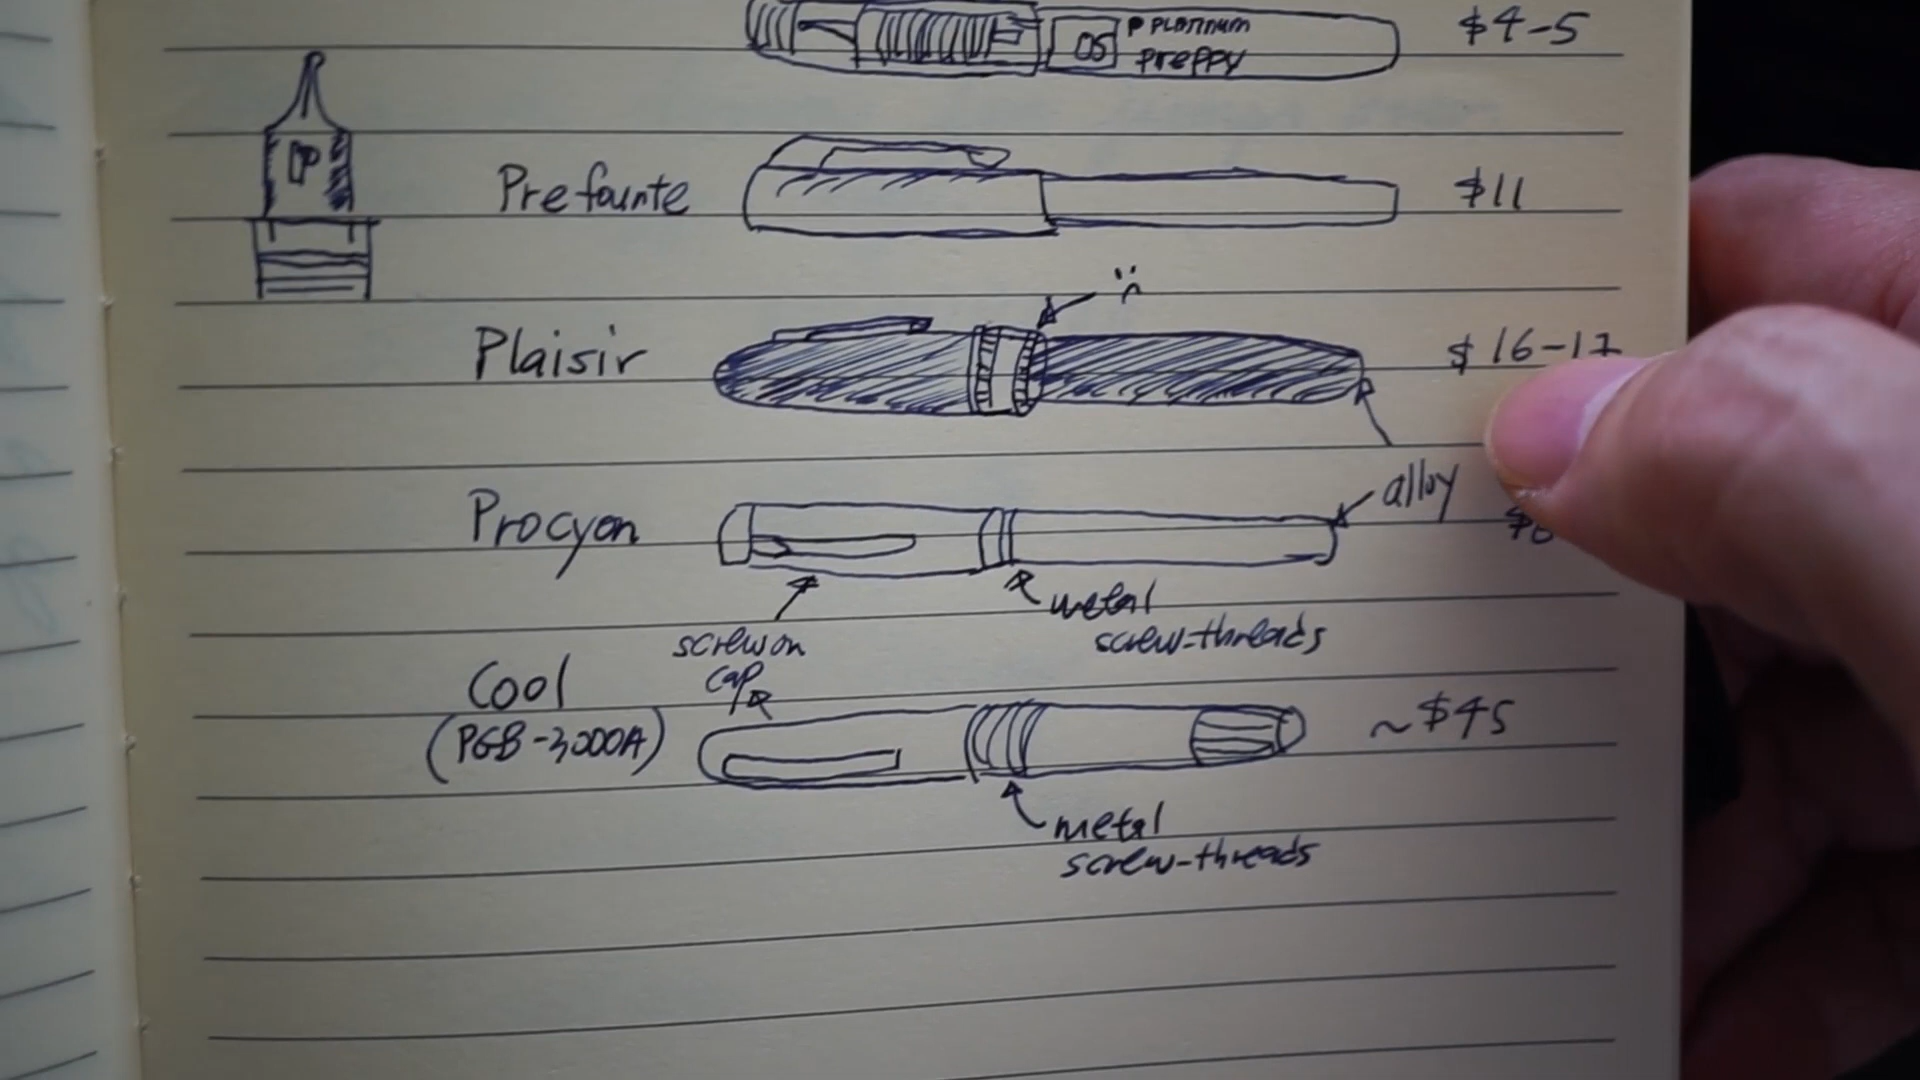 $4-5
05
P PLATINUM
preppy
P
Prefounte
$11
Plaisir
$16-17
Procyon
alloy
metal
screw-threads
screw on
cap
Cool
(PGB-3000A)
~$45
metal
screw-threads